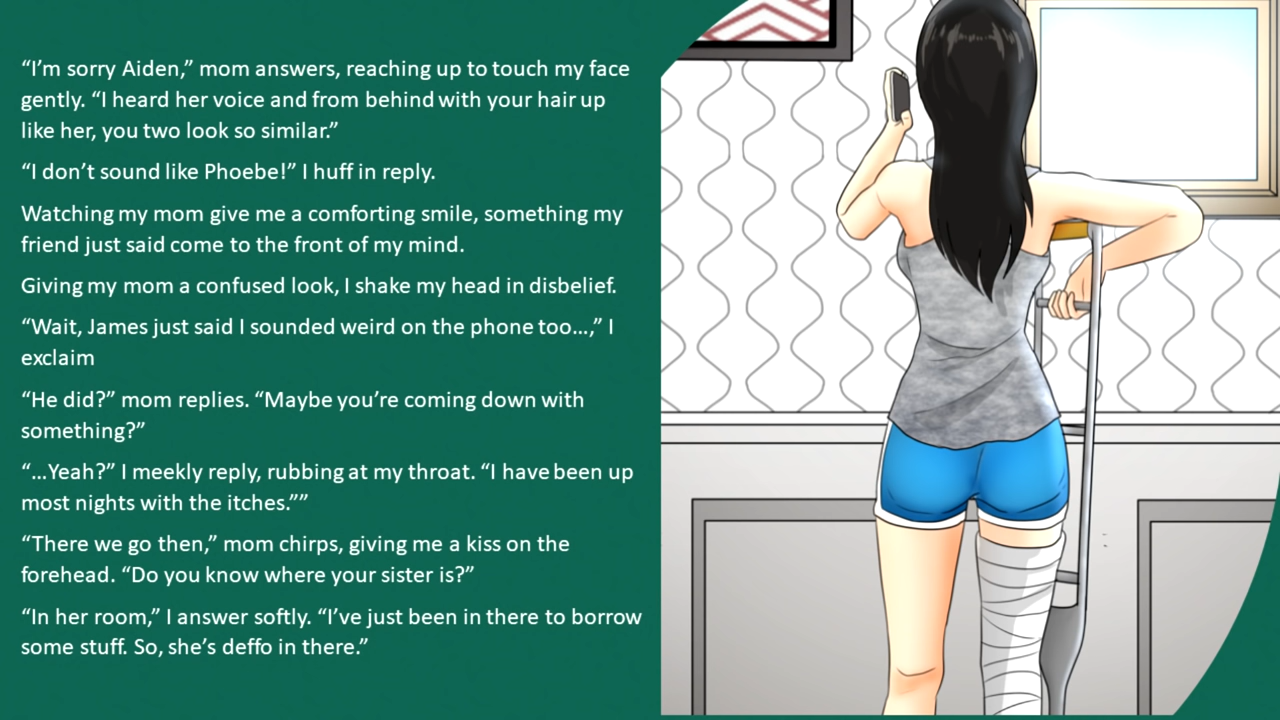 “I’m sorry Aiden,” mom answers, reaching up to touch my face
gently. “I heard her voice and from behind with your hair up
like her, you two look so similar.”
“I don’t sound like Phoebe!” I huff in reply.
Watching my mom give me a comforting smile, something my
friend just said come to the front of my mind.
Giving my mom a confused look, I shake my head in disbelief.
“Wait, James just said I sounded weird on the phone too…,” I
exclaim
“He did?” mom replies. “Maybe you’re coming down with
something?”
“…Yeah?” I meekly reply, rubbing at my throat. “I have been up
most nights with the itches.””
“There we go then,” mom chirps, giving me a kiss on the
forehead. “Do you know where your sister is?”
“In her room,” I answer softly. “I’ve just been in there to borrow
some stuff. So, she’s deffo in there.”